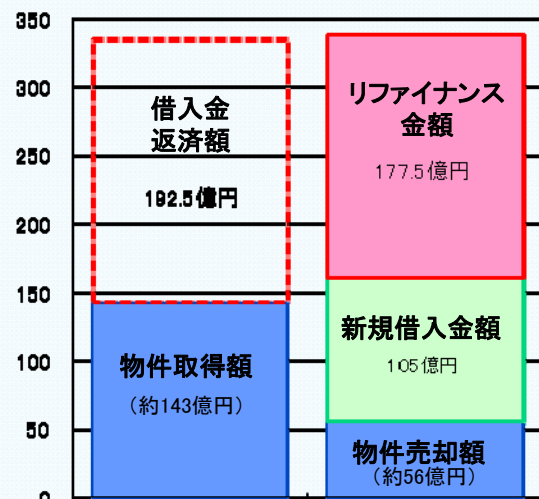 350
300
250
200
150
100
50
0
借入金
返済額
192.5億円
物件取得額
（約143億円）
リファイナンス
金額
177.5億円
新規借入金額
105億円
物件売却額
（約56億円）